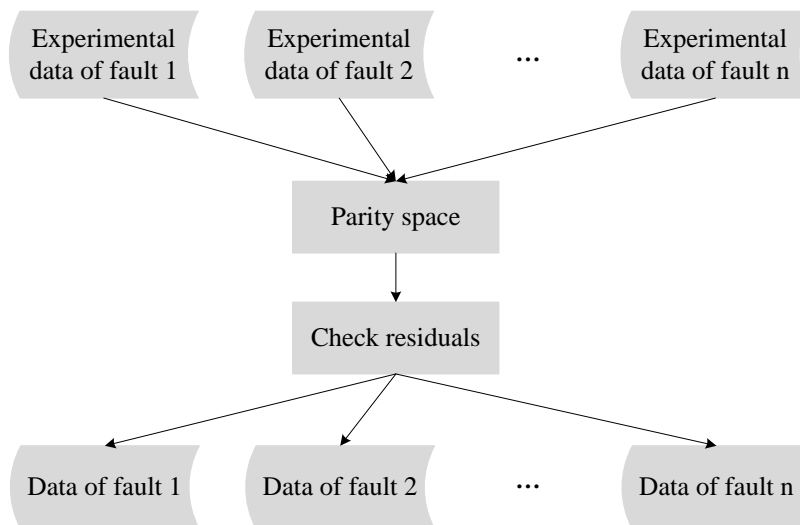 Experimental
data of fault 1
Experimental
data of fault 2
...
Experimental
data of fault n
Parity space
Check residuals
Data of fault 1
Data of fault 2
...
Data of fault n